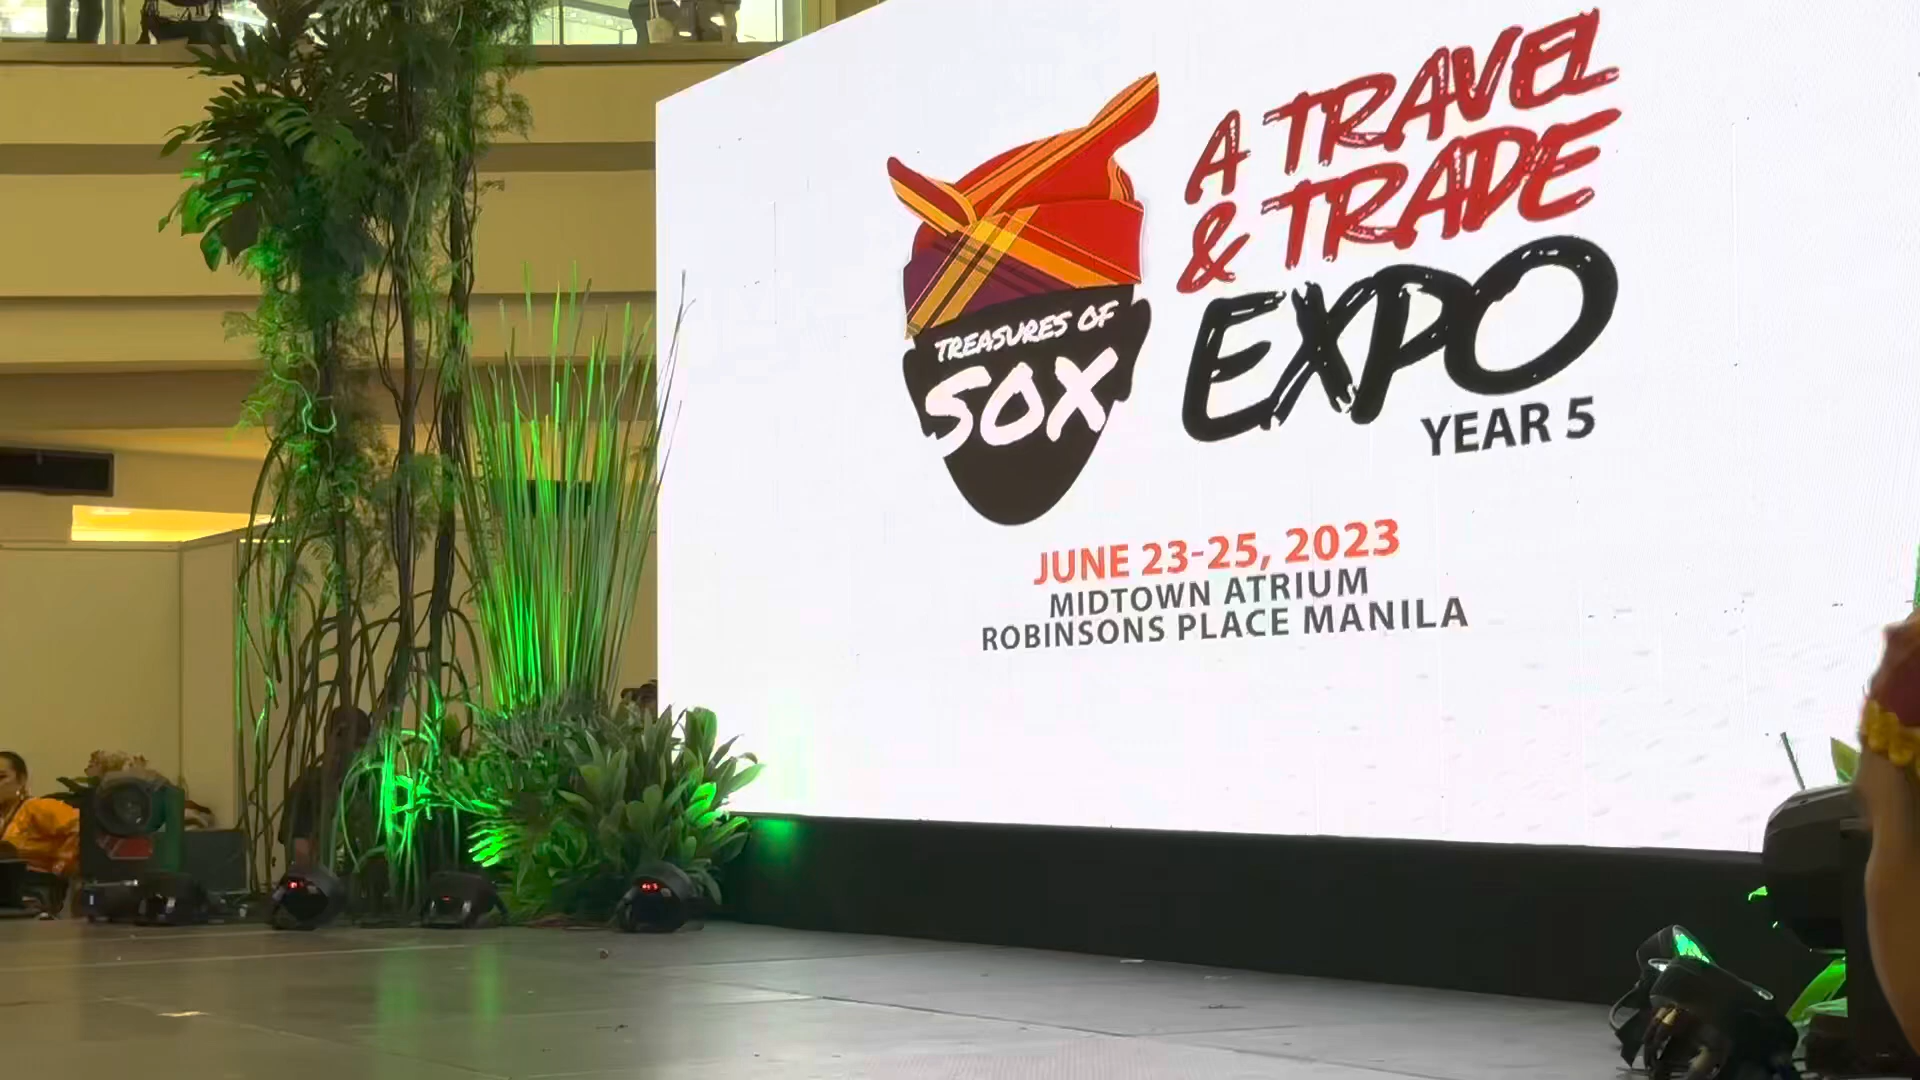 TREASURES OF
SOX
A TRAVEL
& TRADE
EXPO
YEAR 5
JUNE 23-25, 2023
MIDTOWN ATRIUM
ROBINSONS PLACE MANILA